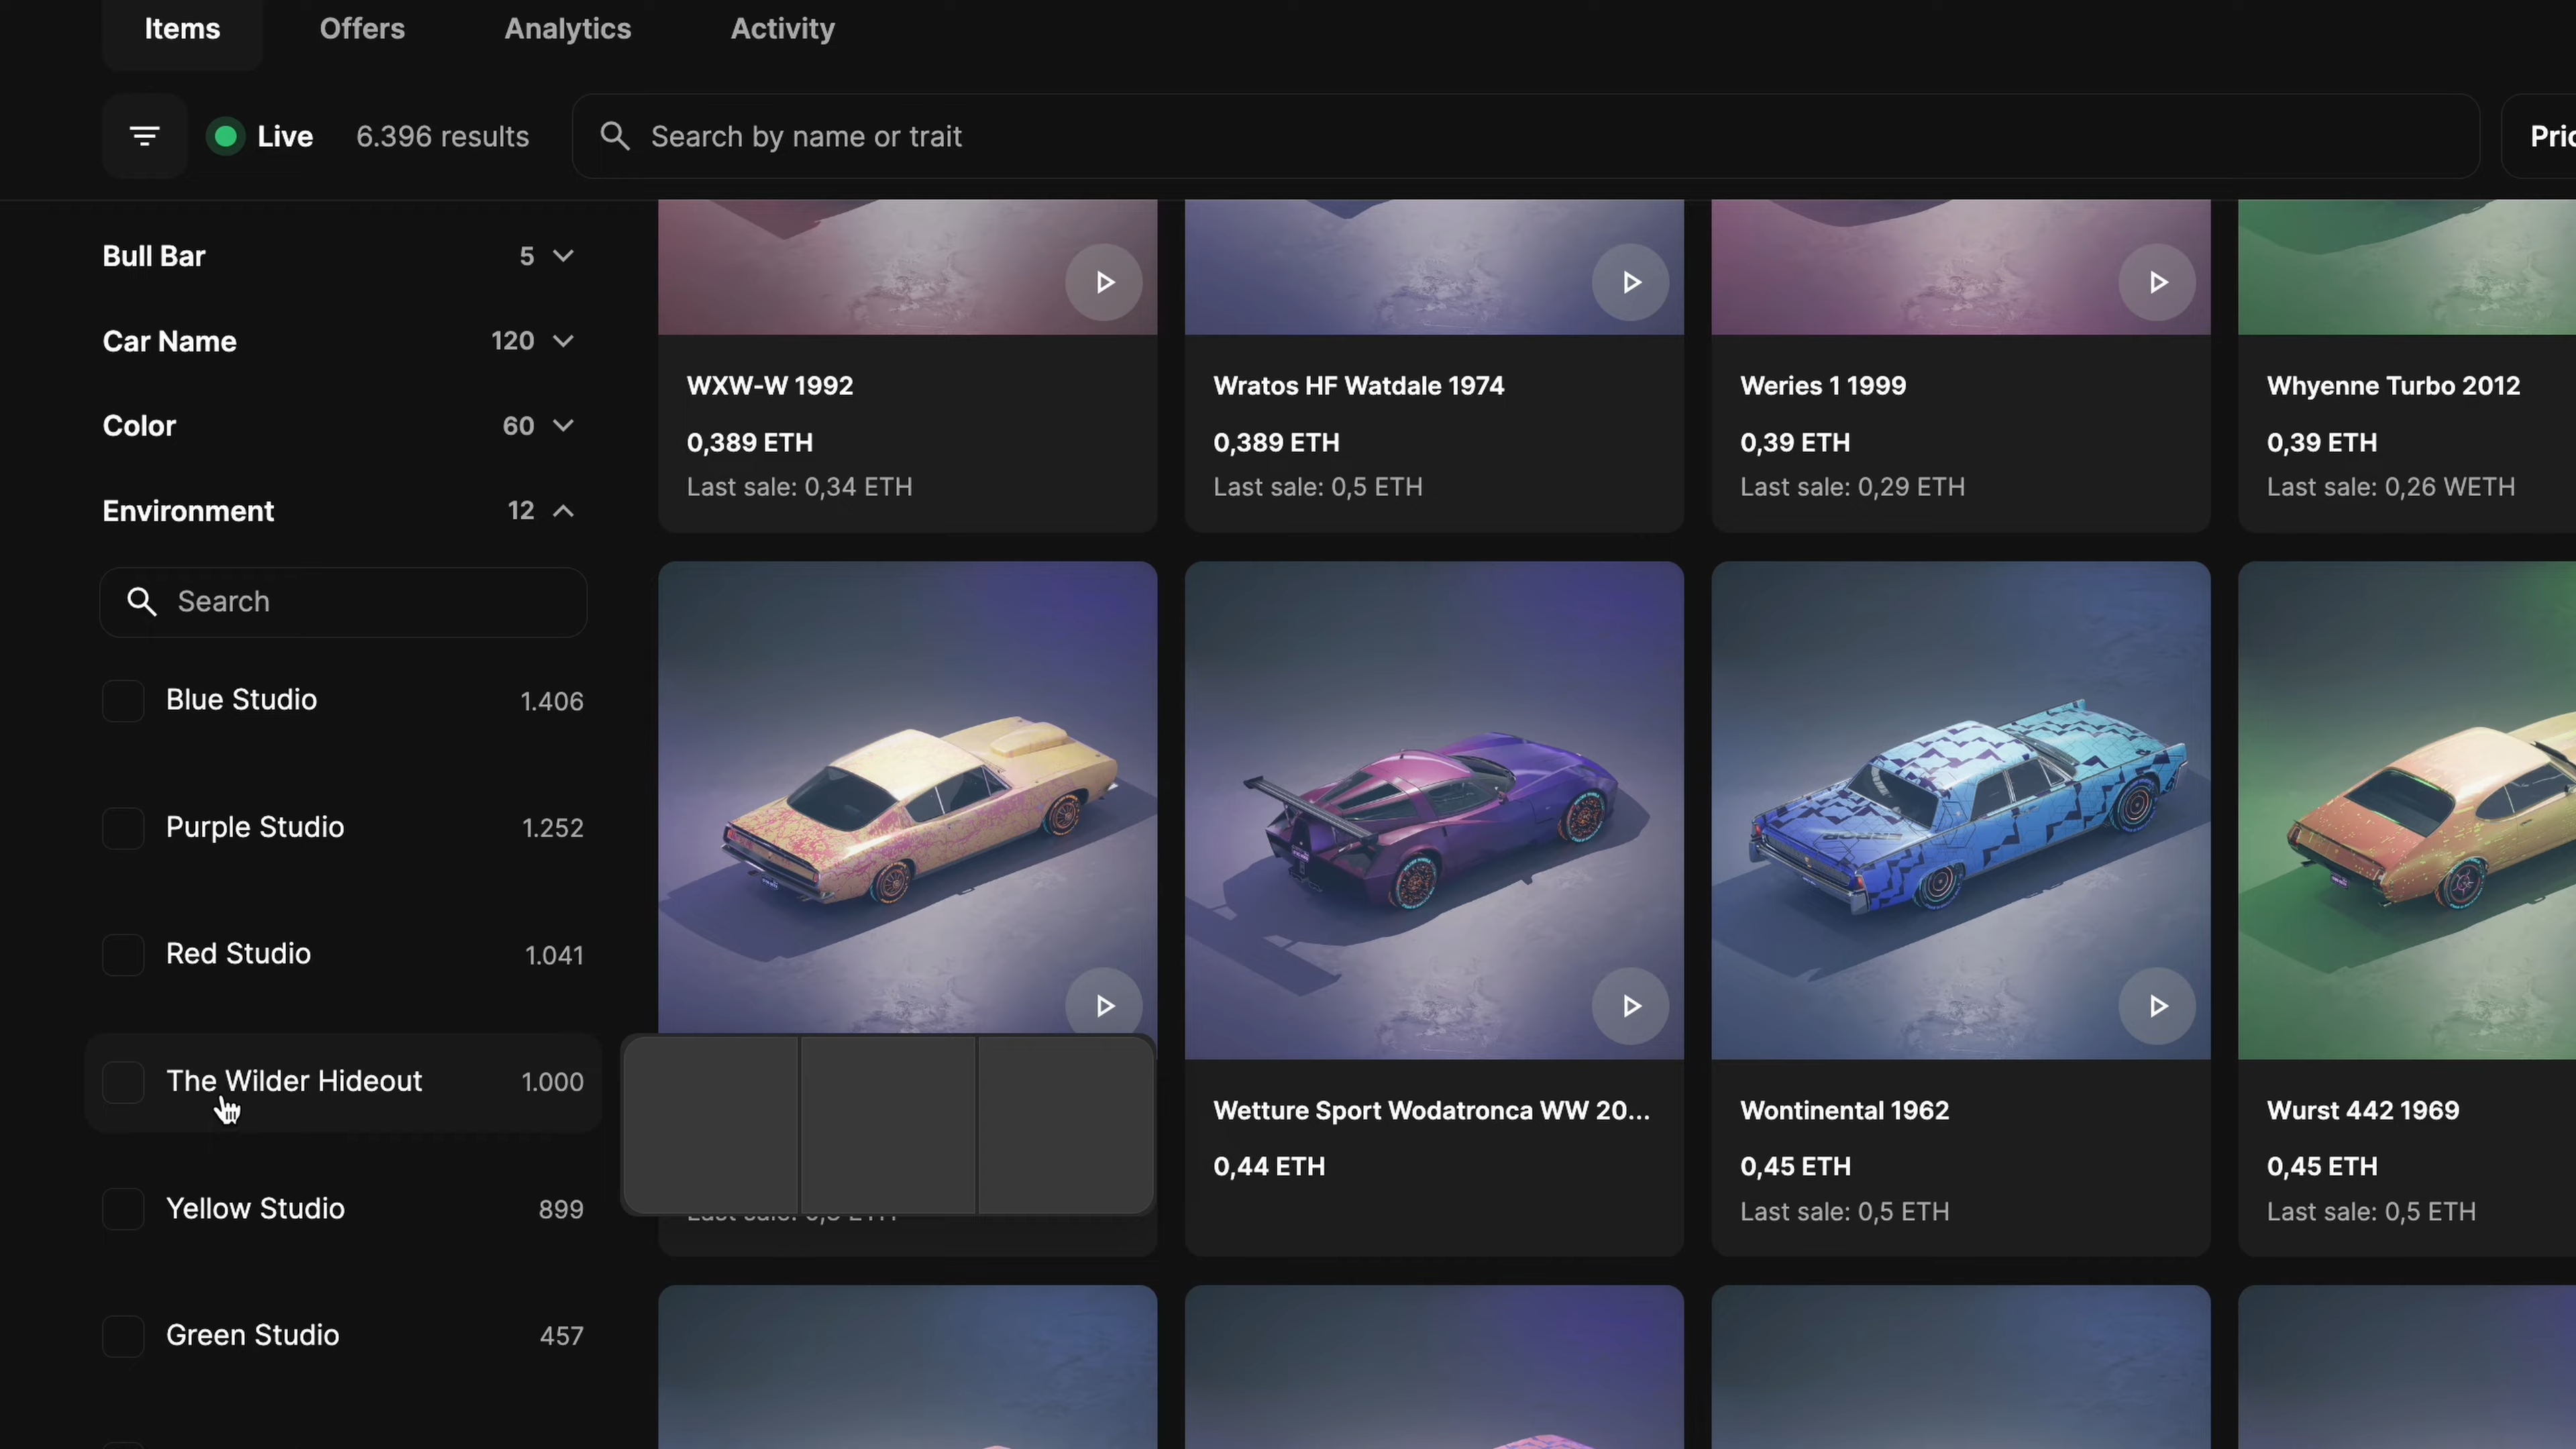 Items Offers Analytics Activity
Live 6.396 results Search by name or trait
Bull Bar 5
Car Name 120
Color 60
Environment 12
Search
Blue Studio 1.406
Purple Studio 1.252
Red Studio 1.041
The Wilder Hideout 1.000
Yellow Studio 899
Green Studio 457
WXW-W 1992
0,389 ETH
Last sale: 0,34 ETH
Wratos HF Watdale 1974
0,389 ETH
Last sale: 0,5 ETH
Weries 1 1999
0,39 ETH
Last sale: 0,29 ETH
Whyenne Turbo 2012
0,39 ETH
Last sale: 0,26 WETH
Wetture Sport Wodatronca WW 20...
0,44 ETH
Wontinental 1962
0,45 ETH
Last sale: 0,5 ETH
Wurst 442 1969
0,45 ETH
Last sale: 0,5 ETH